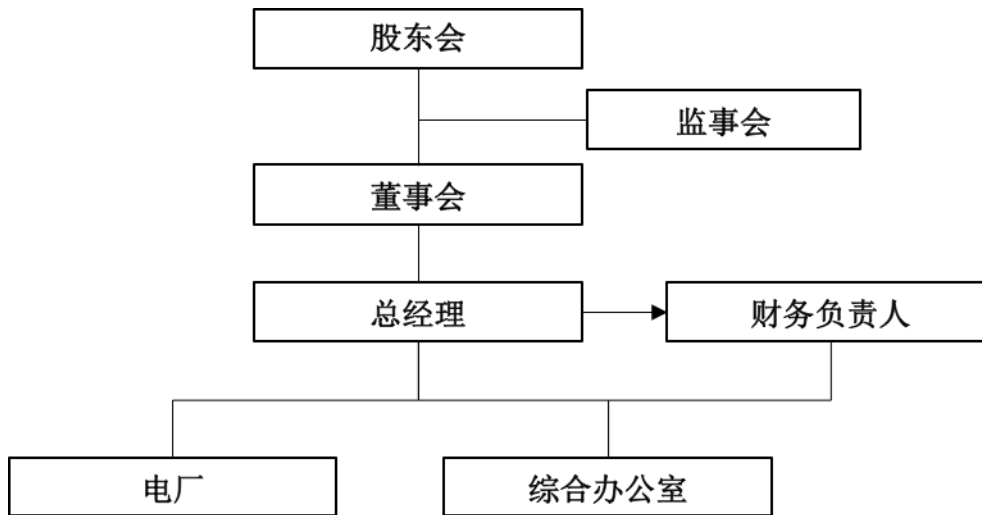 股东会
监事会
董事会
总经理
财务负责人
电厂
综合办公室